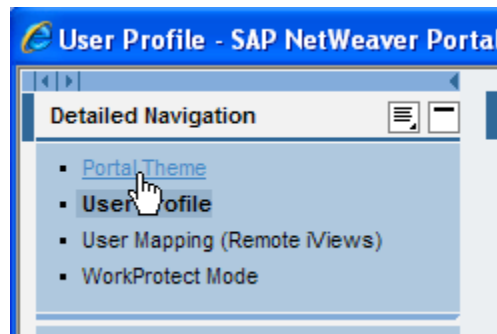 User Profile - SAP NetWeaver Portal
Detailed Navigation
Portal Theme
User Profile
User Mapping (Remote iViews)
WorkProtect Mode